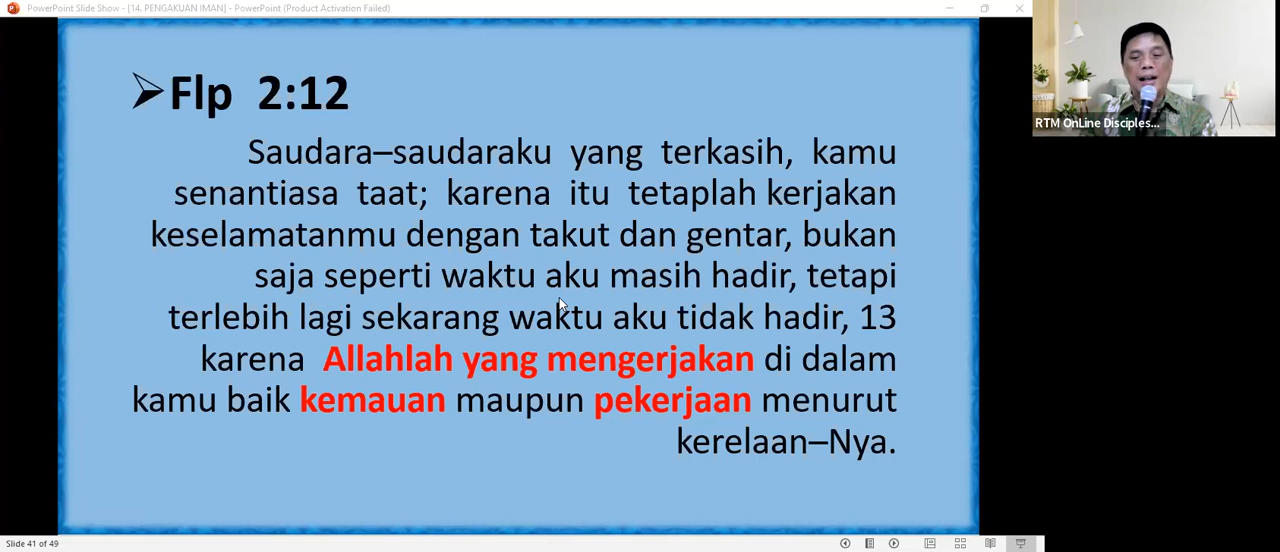 PowerPoint Slide Show - [14. PENGAKUAN IMAN] - PowerPoint (Product Activation Failed)
RTM OnLine Disciples...
➢Flp 2:12
Saudara–saudaraku yang terkasih, kamu
senantiasa taat; karena itu tetaplah kerjakan
keselamatanmu dengan takut dan gentar, bukan
saja seperti waktu aku masih hadir, tetapi
terlebih lagi sekarang waktu aku tidak hadir, 13
karena Allahlah yang mengerjakan di dalam
kamu baik kemauan maupun pekerjaan menurut
kerelaan–Nya.
Slide 41 of 49